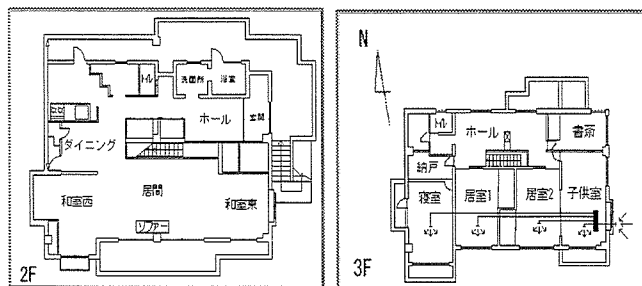 トイレ
洗面所
浴室
玄関
ホール
ダイニング
居間
和室西
和室東
ソファー
2F
N
トイレ
ホール
書斎
納戸
寝室
居室1
居室2
子供室
3F